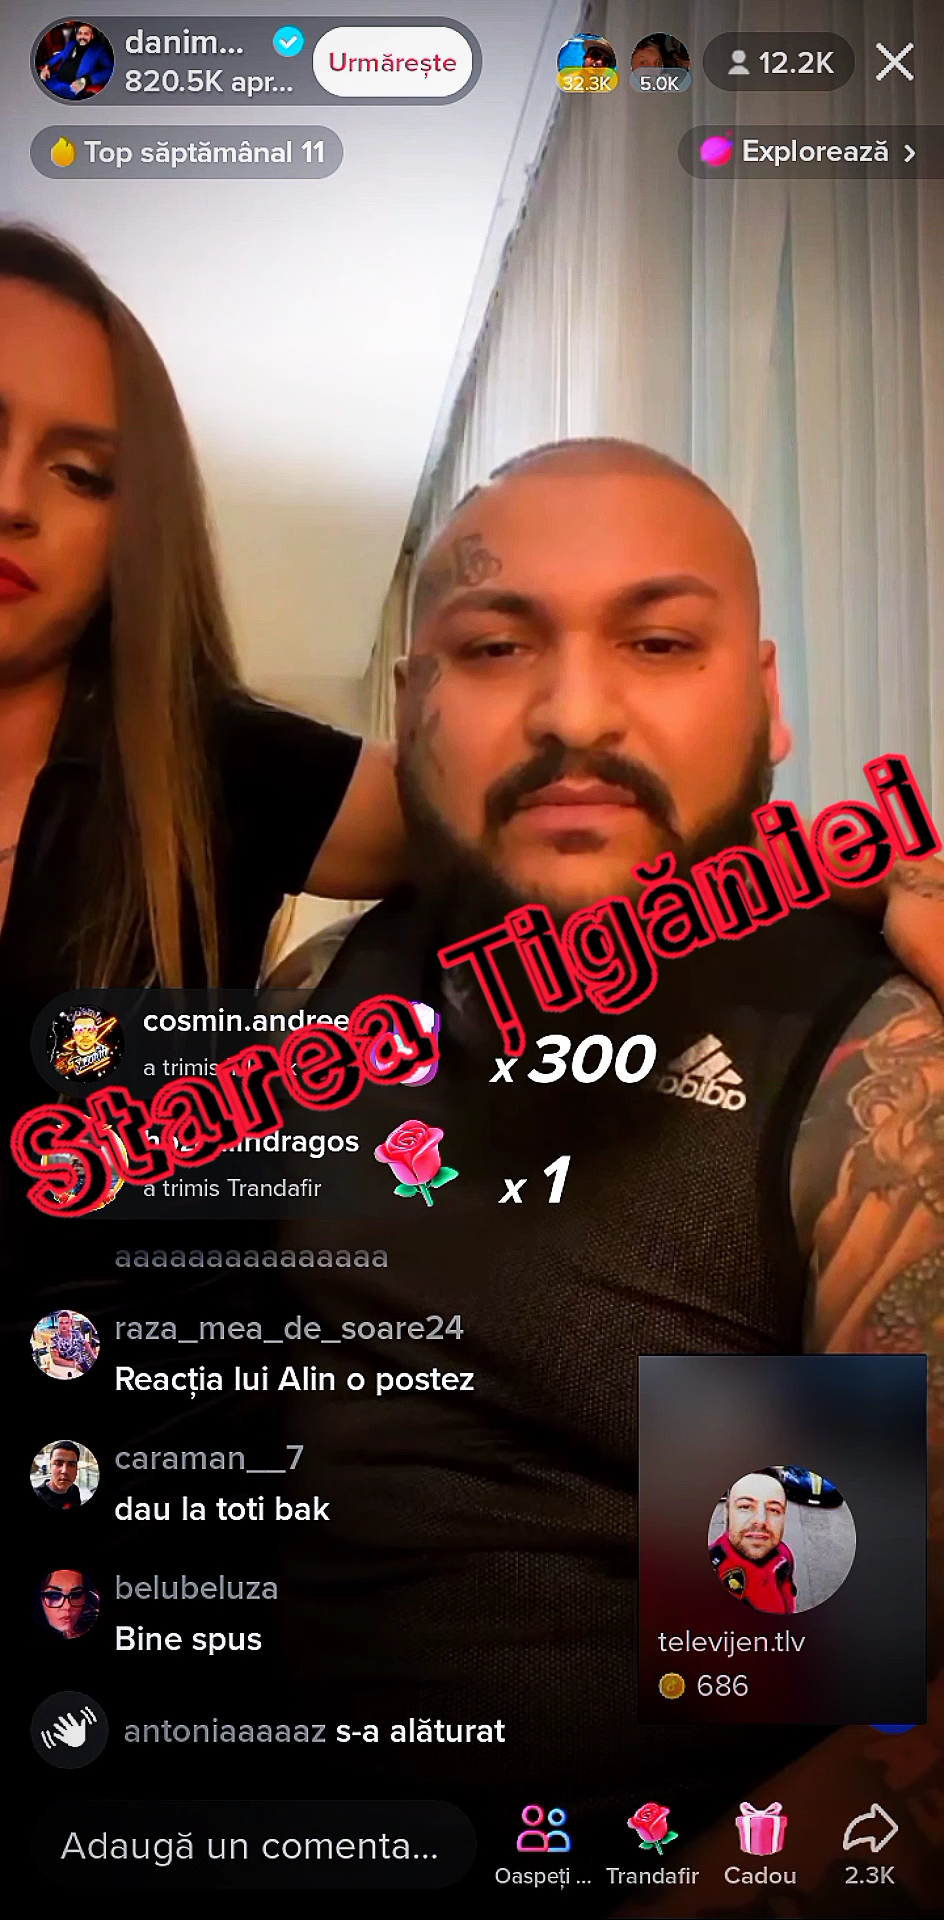 danim...
Urmărește
820.5K apr...
32.3K
5.0K
12.2K
Top săptămânal 11
Explorează
Starea Țigăniei
cosmin.andree
a trimis
x 300
adidas
ndragos
a trimis Trandafir
x 1
aaaaaaaaaaaaaaa
raza_mea_de_soare24
Reacția lui Alin o postez
caraman__7
dau la toti bak
belubeluza
Bine spus
televijen.tlv
686
antoniaaaaaz s-a alăturat
Adaugă un comenta...
Oaspeți ...
Trandafir
Cadou
2.3K